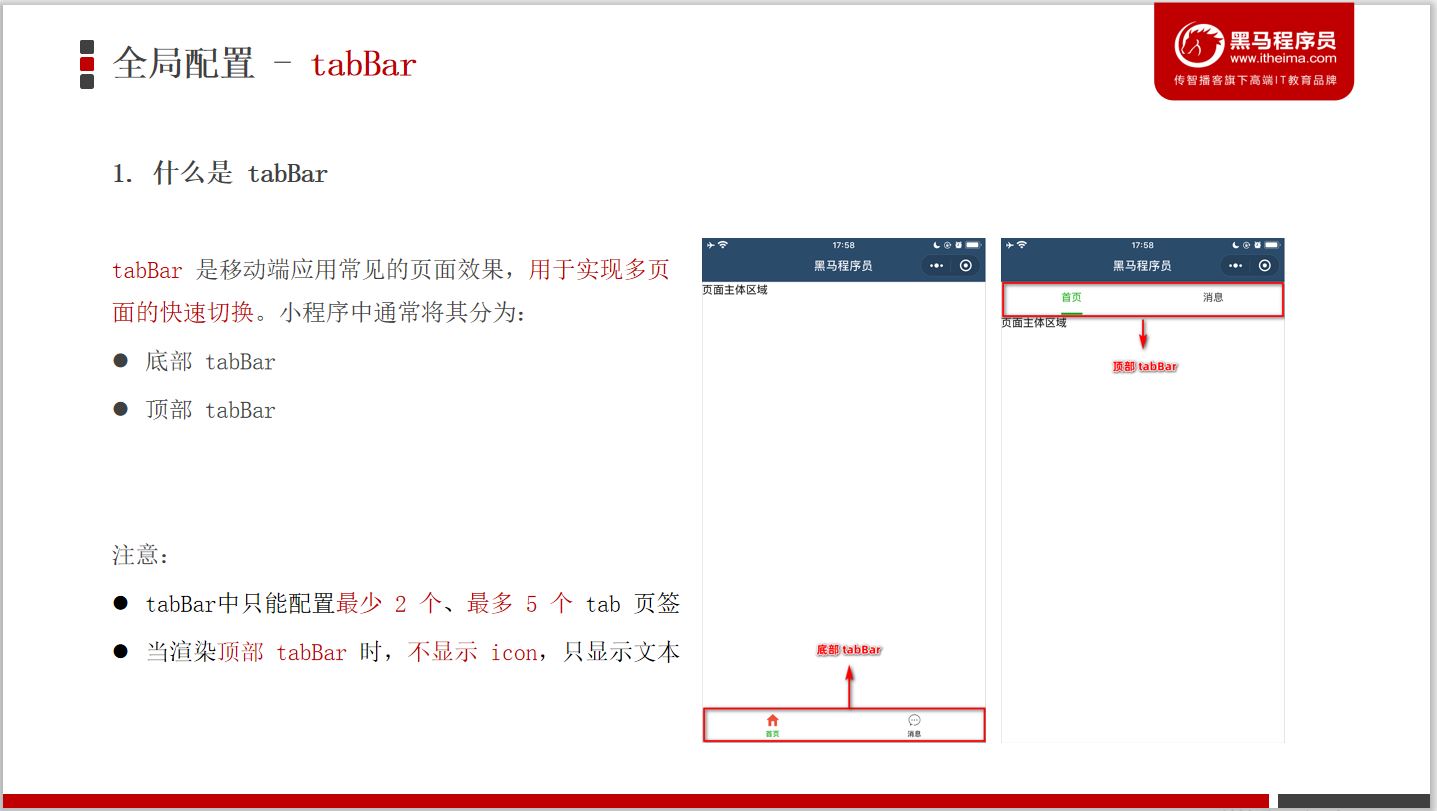 全局配置 - tabBar
黑马程序员
www.itheima.com
传智播客旗下高端IT教育品牌
1. 什么是 tabBar
tabBar 是移动端应用常见的页面效果，用于实现多页
面的快速切换。小程序中通常将其分为：
● 底部 tabBar
● 顶部 tabBar
注意：
● tabBar中只能配置最少 2 个、最多 5 个 tab 页签
● 当渲染顶部 tabBar 时，不显示 icon，只显示文本
17:58
黑马程序员
页面主体区域
底部 tabBar
首页
消息
17:58
黑马程序员
首页
消息
页面主体区域
顶部 tabBar